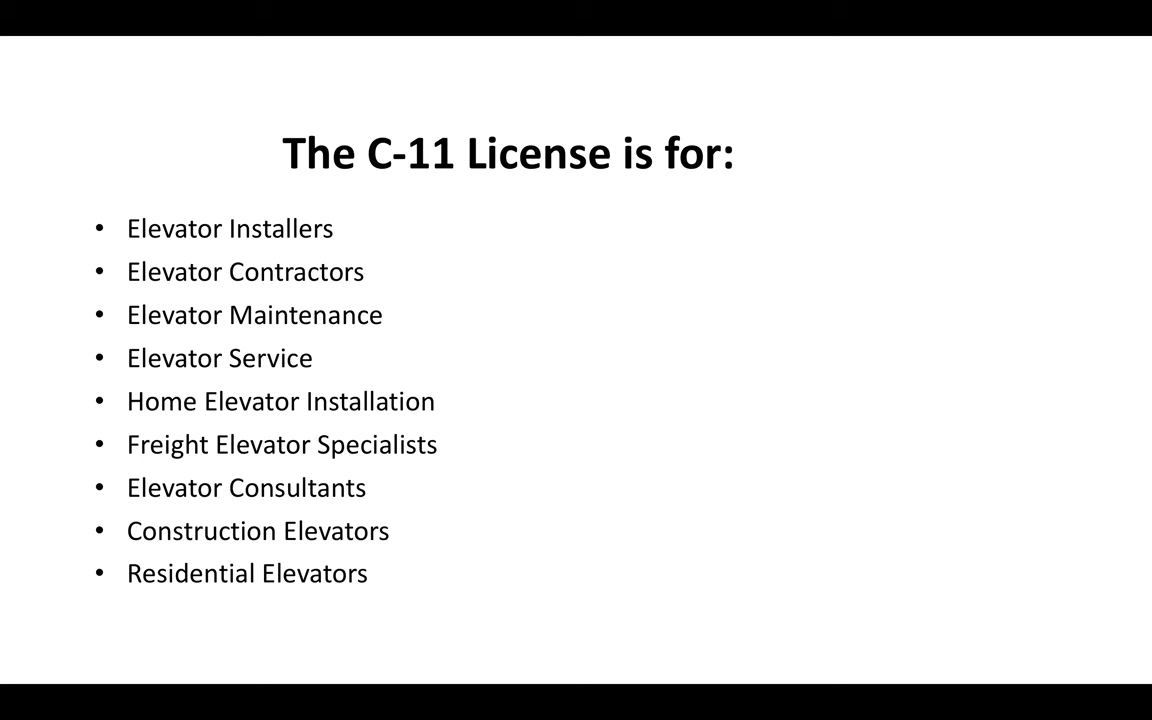 The C-11 License is for:
• Elevator Installers
• Elevator Contractors
• Elevator Maintenance
• Elevator Service
• Home Elevator Installation
• Freight Elevator Specialists
• Elevator Consultants
• Construction Elevators
• Residential Elevators